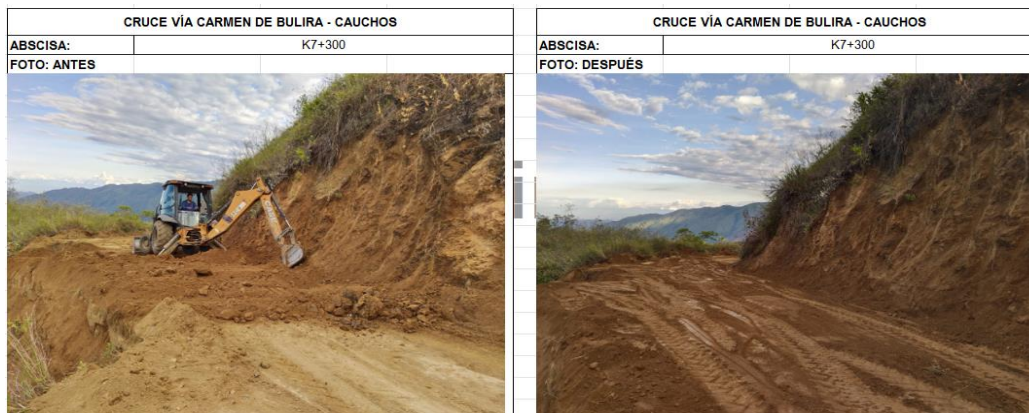 CRUCE VÍA CARMEN DE BULIRA - CAUCHOS
ABSCISA: K7+300
FOTO: ANTES
CRUCE VÍA CARMEN DE BULIRA - CAUCHOS
ABSCISA: K7+300
FOTO: DESPUÉS